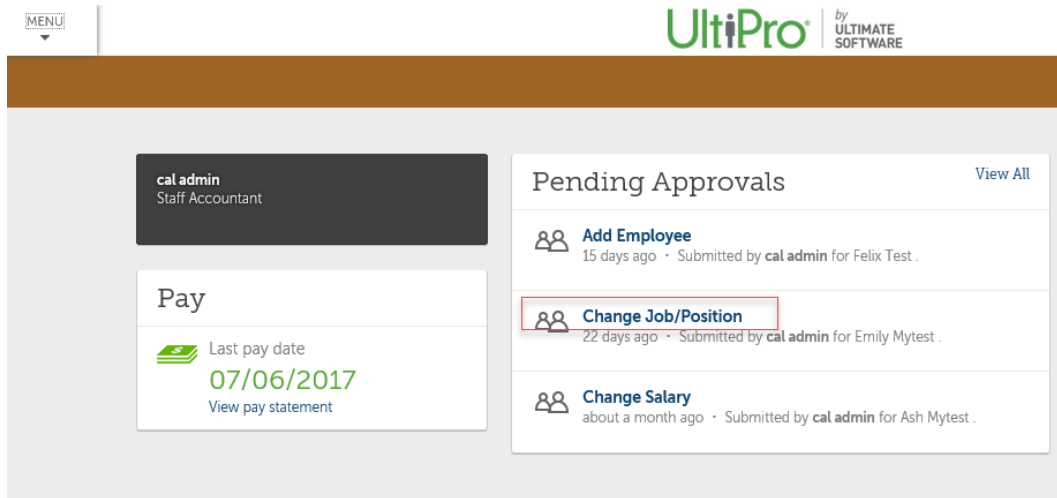 MENU
UltiPro by ULTIMATE SOFTWARE
cal admin
Staff Accountant
Pay
Last pay date
07/06/2017
View pay statement
Pending Approvals
View All
Add Employee
15 days ago · Submitted by cal admin for Felix Test .
Change Job/Position
22 days ago · Submitted by cal admin for Emily Mytest .
Change Salary
about a month ago · Submitted by cal admin for Ash Mytest .